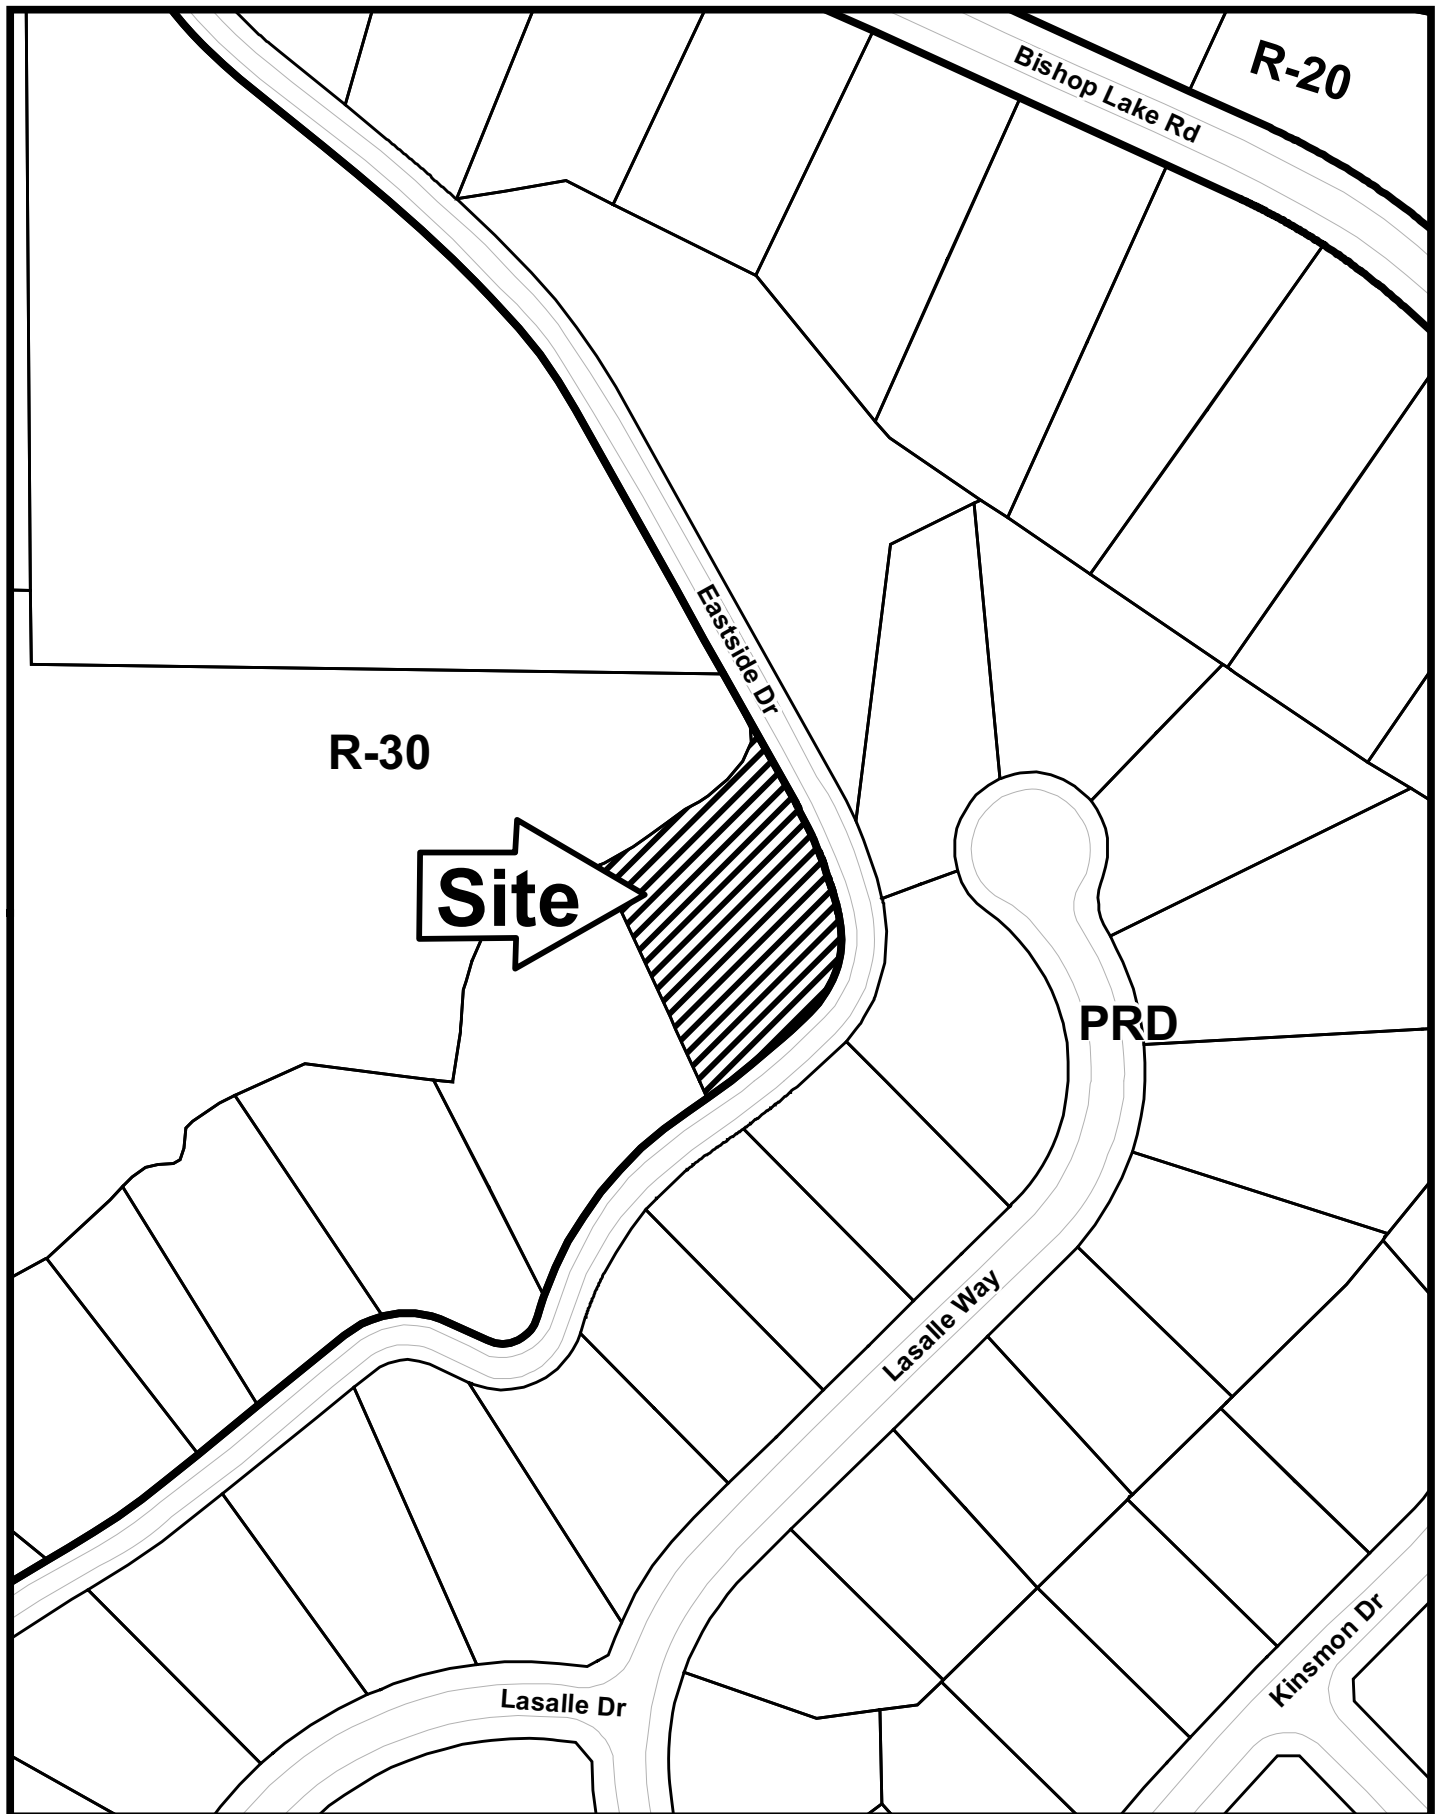 R-20
Bishop Lake Rd
Eastside Dr
R-30
Site
PRD
Lasalle Way
Kinsmon Dr
Lasalle Dr